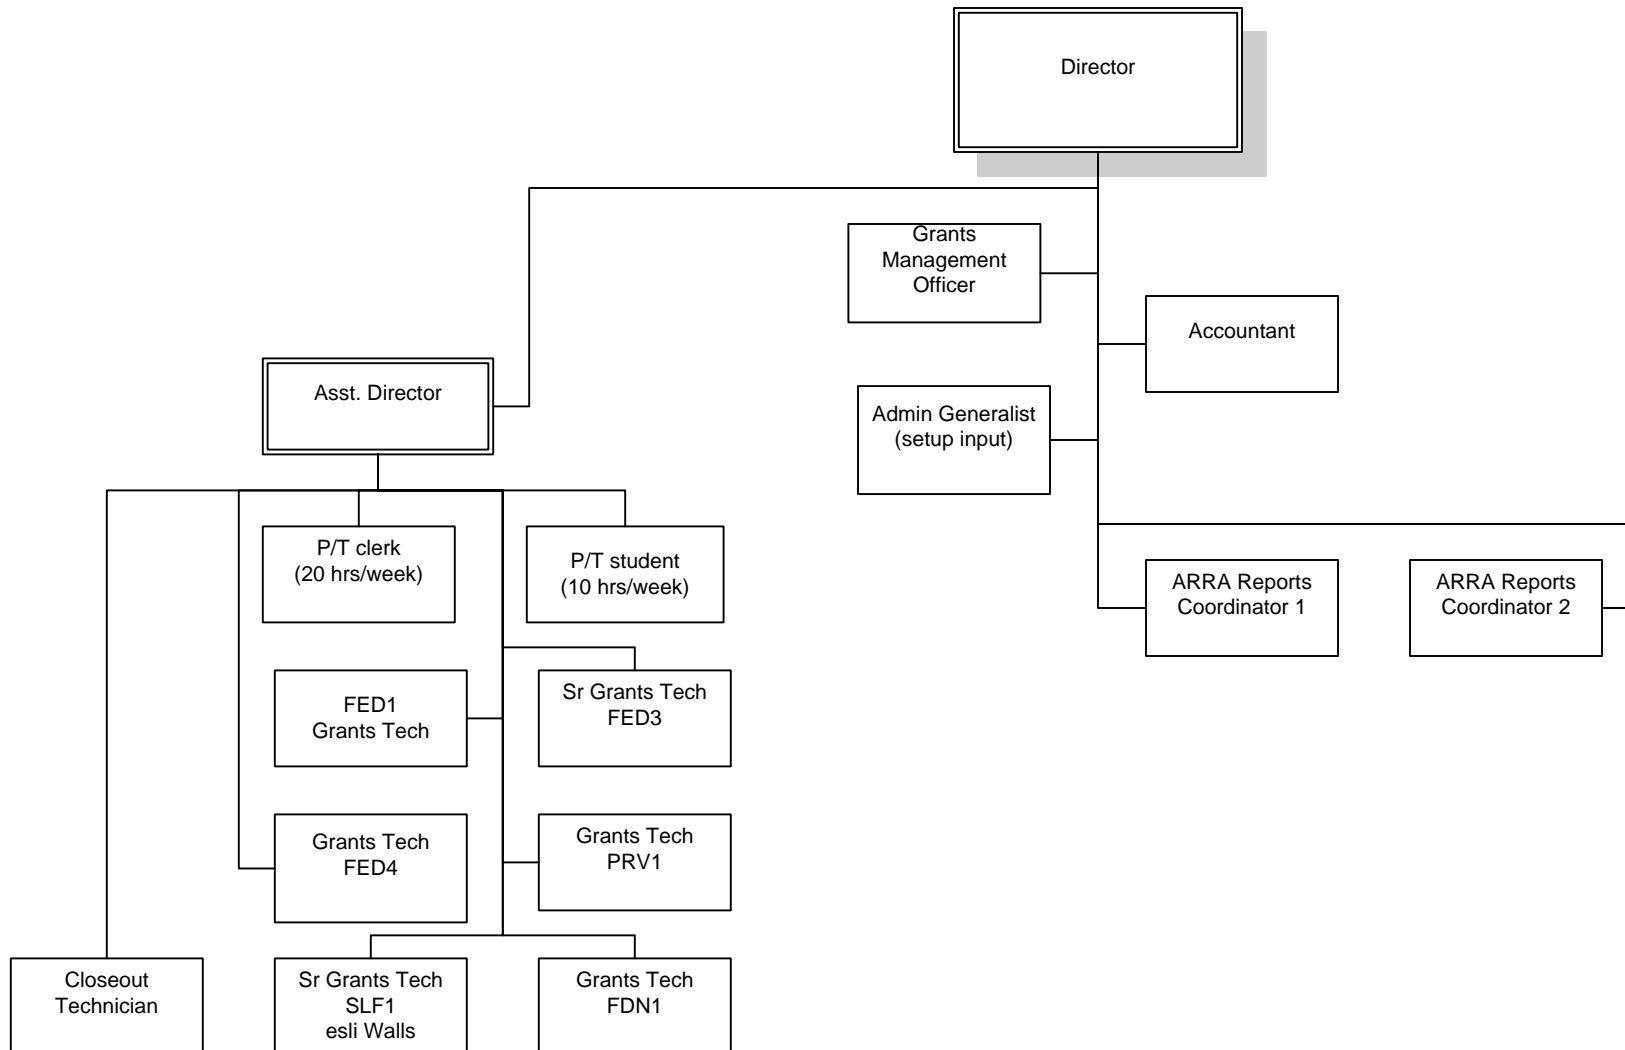 Director
Grants
Management
Officer
Accountant
Asst. Director
Admin Generalist
(setup input)
P/T clerk
(20 hrs/week)
P/T student
(10 hrs/week)
ARRA Reports
Coordinator 1
ARRA Reports
Coordinator 2
FED1
Grants Tech
Sr Grants Tech
FED3
Grants Tech
FED4
Grants Tech
PRV1
Closeout
Technician
Sr Grants Tech
SLF1
esli Walls
Grants Tech
FDN1